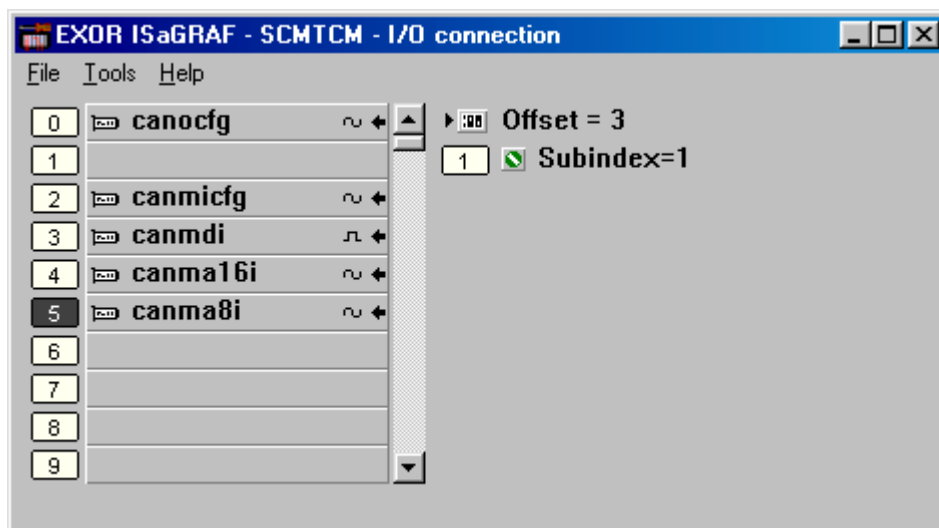 EXOR ISaGRAF - SCMTCM - I/O connection
File Tools Help
0 canocfg
1
2 canmicfg
3 canmdi
4 canma16i
5 canma8i
6
7
8
9
Offset = 3
1 Subindex=1